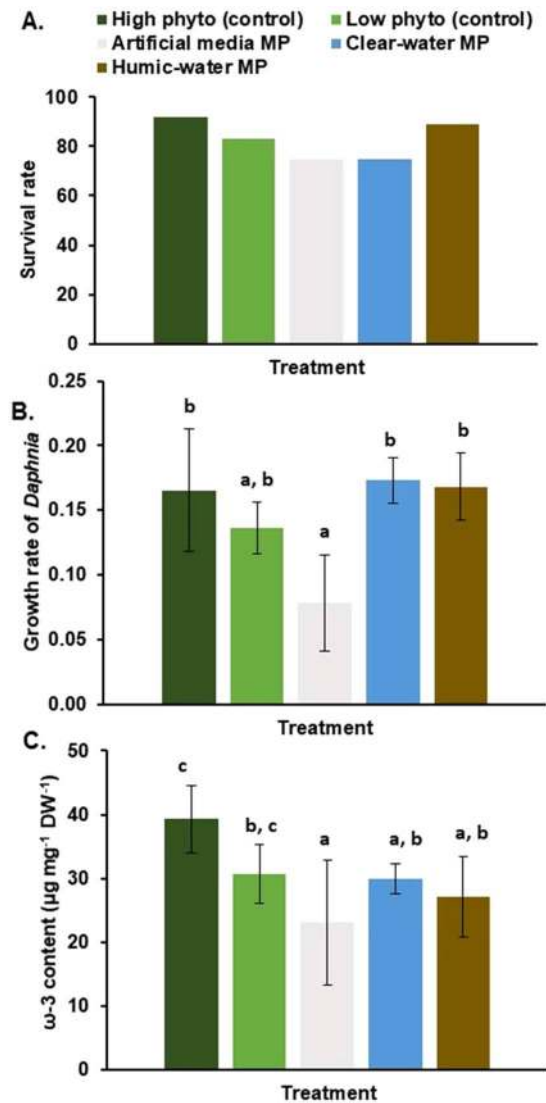 A.
High phyto (control) Low phyto (control)
Artificial media MP Clear-water MP
Humic-water MP
100
80
60
40
20
0
Survival rate
Treatment
B.
0.25
0.20
0.15
0.10
0.05
0.00
Growth rate of Daphnia
b
a, b
a
b
b
Treatment
C.
50
40
30
20
10
0
ω-3 content (µg mg⁻¹ DW⁻¹)
c
b, c
a
a, b
a, b
Treatment